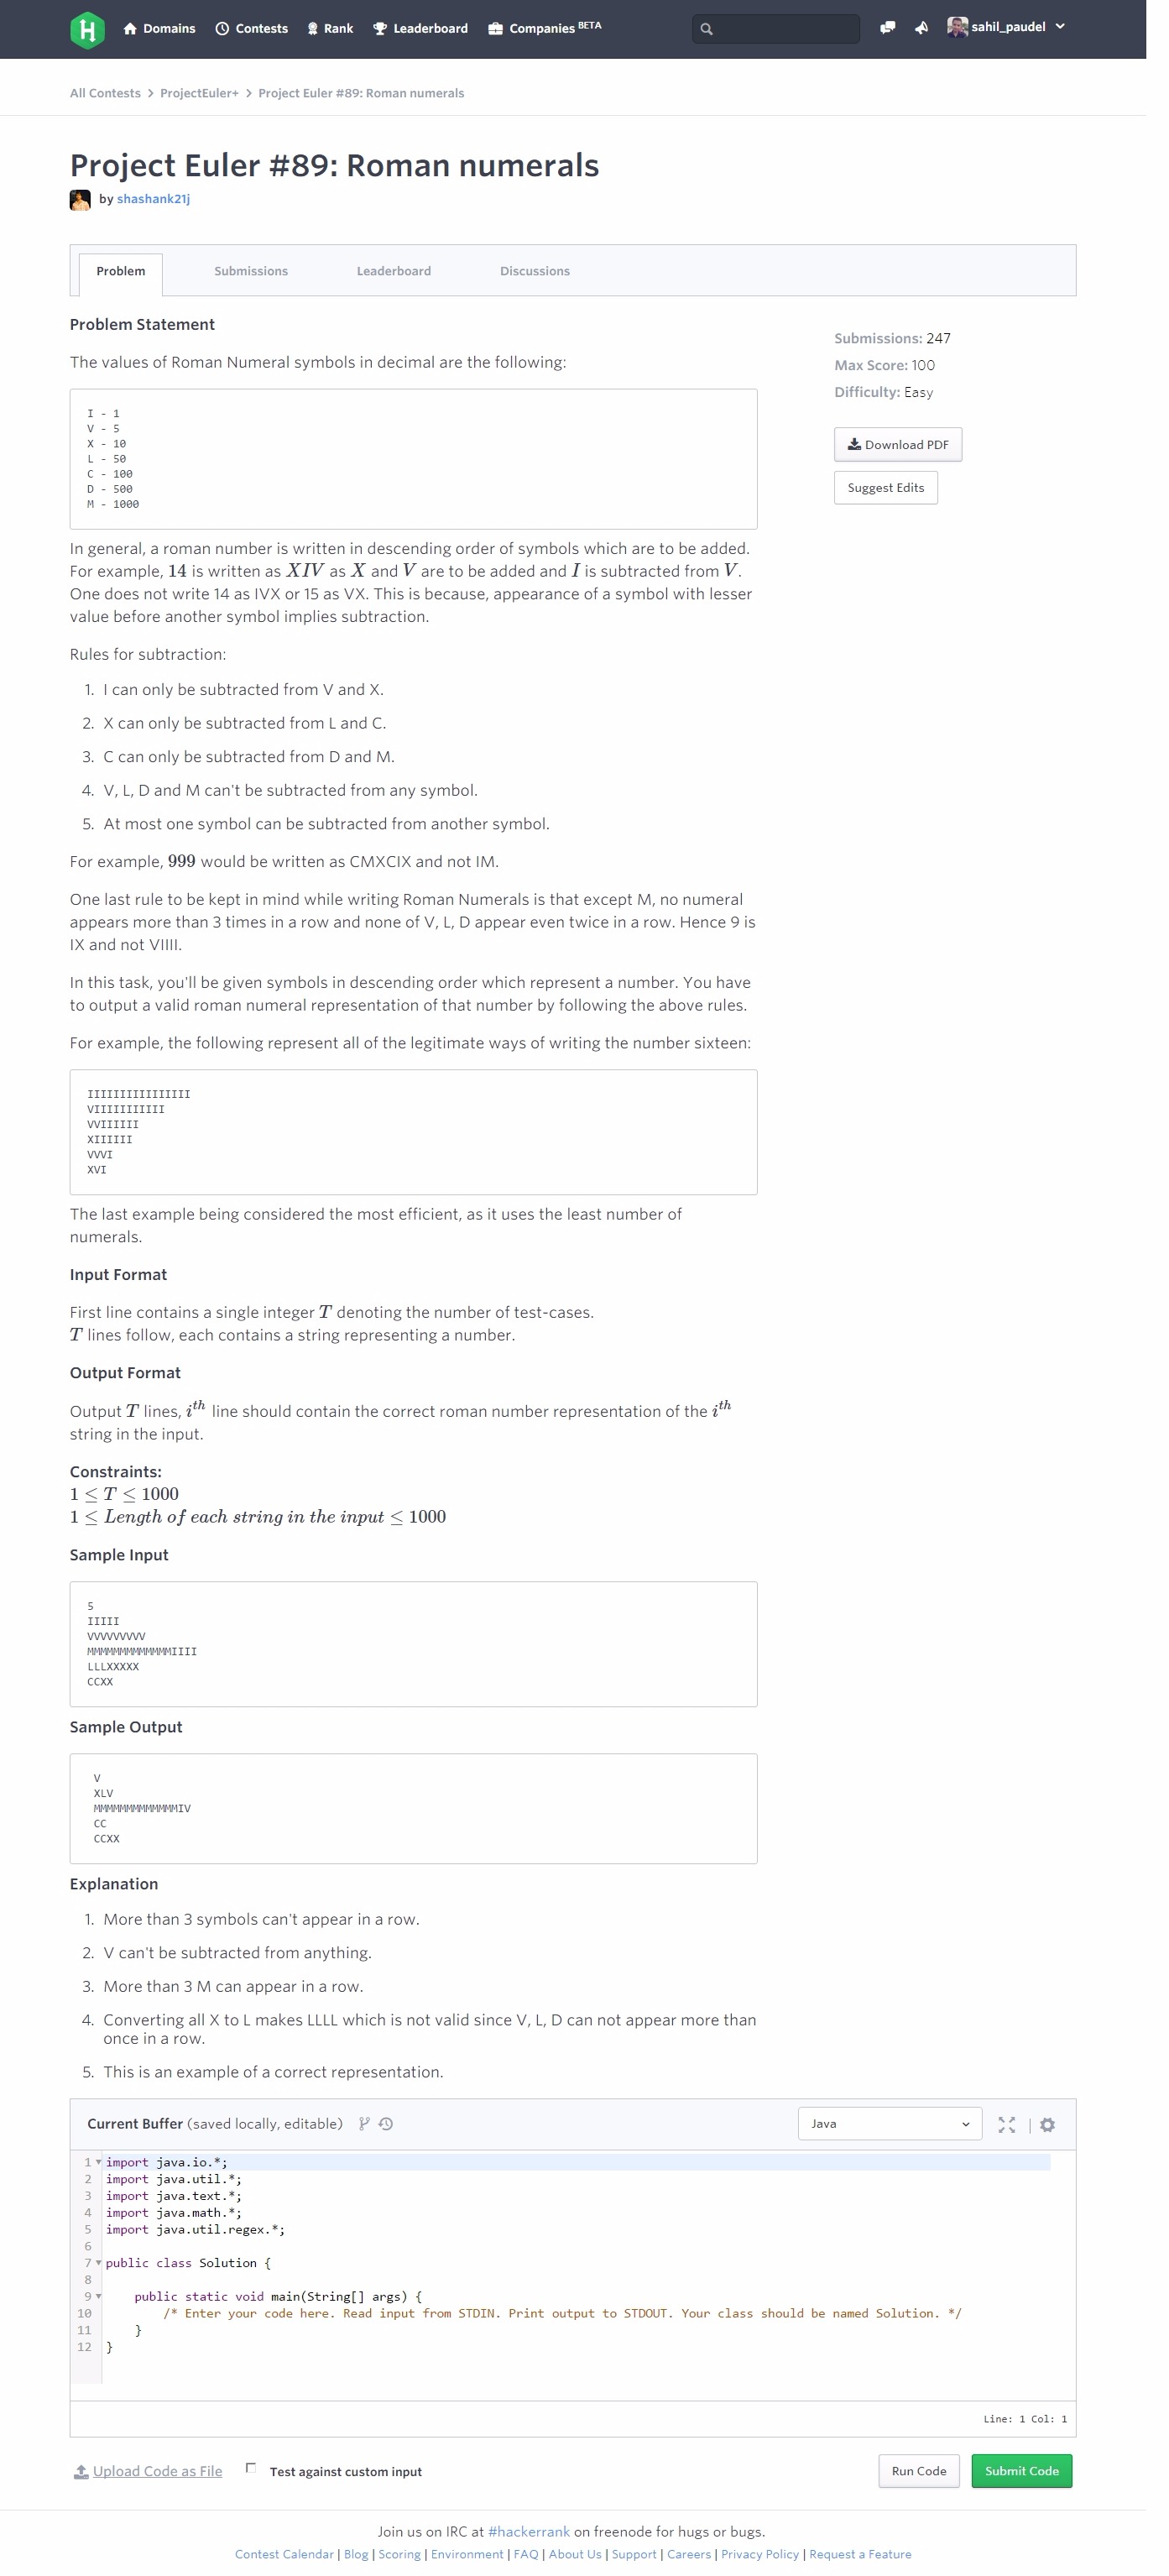 Domains Contests Rank Leaderboard Companies BETA sahil_paudel
All Contests > ProjectEuler+ > Project Euler #89: Roman numerals
Project Euler #89: Roman numerals
by shashank21j
Problem Submissions Leaderboard Discussions
Problem Statement
Submissions: 247
The values of Roman Numeral symbols in decimal are the following:
Max Score: 100
Difficulty: Easy
I - 1
V - 5
X - 10
L - 50
C - 100
D - 500
M - 1000
Download PDF
Suggest Edits
In general, a roman number is written in descending order of symbols which are to be added.
For example, 14 is written as XIV as X and V are to be added and I is subtracted from V.
One does not write 14 as IVX or 15 as VX. This is because, appearance of a symbol with lesser
value before another symbol implies subtraction.
Rules for subtraction:
1. I can only be subtracted from V and X.
2. X can only be subtracted from L and C.
3. C can only be subtracted from D and M.
4. V, L, D and M can't be subtracted from any symbol.
5. At most one symbol can be subtracted from another symbol.
For example, 999 would be written as CMXCIX and not IM.
One last rule to be kept in mind while writing Roman Numerals is that except M, no numeral
appears more than 3 times in a row and none of V, L, D appear even twice in a row. Hence 9 is
IX and not VIIII.
In this task, you'll be given symbols in descending order which represent a number. You have
to output a valid roman numeral representation of that number by following the above rules.
For example, the following represent all of the legitimate ways of writing the number sixteen:
IIIIIIIIIIIIIIII
VIIIIIIIIIII
VVIIIIII
XIIIIII
VVVI
XVI
The last example being considered the most efficient, as it uses the least number of
numerals.
Input Format
First line contains a single integer T denoting the number of test-cases.
T lines follow, each contains a string representing a number.
Output Format
Output T lines, i^th line should contain the correct roman number representation of the i^th
string in the input.
Constraints:
1 ≤ T ≤ 1000
1 ≤ Length of each string in the input ≤ 1000
Sample Input
5
IIIII
VVVVVVVVV
MMMMMMMMMMMMMIIII
LLLXXXXX
CCXX
Sample Output
V
XLV
MMMMMMMMMMMMMIV
CC
CCXX
Explanation
1. More than 3 symbols can't appear in a row.
2. V can't be subtracted from anything.
3. More than 3 M can appear in a row.
4. Converting all X to L makes LLLL which is not valid since V, L, D can not appear more than
once in a row.
5. This is an example of a correct representation.
Current Buffer (saved locally, editable) Java
1 import java.io.*;
2 import java.util.*;
3 import java.text.*;
4 import java.math.*;
5 import java.util.regex.*;
6
7 public class Solution {
8
9 public static void main(String[] args) {
10 /* Enter your code here. Read input from STDIN. Print output to STDOUT. Your class should be named Solution. */
11 }
12 }
Line: 1 Col: 1
Upload Code as File Test against custom input Run Code Submit Code
Join us on IRC at #hackerrank on freenode for hugs or bugs.
Contest Calendar | Blog | Scoring | Environment | FAQ | About Us | Support | Careers | Privacy Policy | Request a Feature